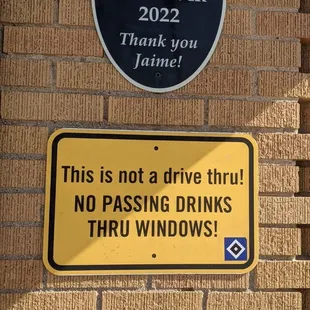 2022
Thank you
Jaime!
This is not a drive thru!
NO PASSING DRINKS
THRU WINDOWS!